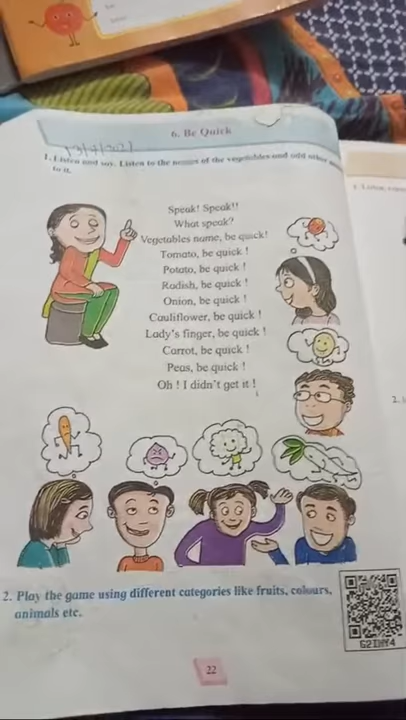 6. Be Quick
1. Listen and say. Listen to the names of the vegetables and add other
to it.
Speak! Speak!!
What speak?
Vegetables name, be quick!
Tomato, be quick !
Potato, be quick !
Radish, be quick !
Onion, be quick !
Cauliflower, be quick !
Lady's finger, be quick !
Carrot, be quick !
Peas, be quick !
Oh ! I didn't get it !
2. Play the game using different categories like fruits, colours,
animals etc.
22